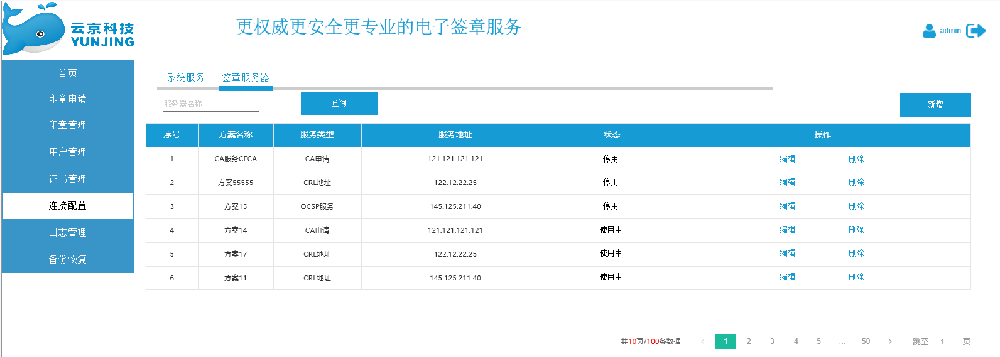 云京科技
YUNJING
更权威更安全更专业的电子签章服务
admin
首页
印章申请
印章管理
用户管理
证书管理
连接配置
日志管理
备份恢复
系统服务 签章服务器
服务器名称 查询 新增
序号 方案名称 服务类型 服务地址 状态 操作
1 CA服务CFCA CA申请 121.121.121.121 停用 编辑 删除
2 方案55555 CRL地址 122.12.22.25 停用 编辑 删除
3 方案15 OCSP服务 145.125.211.40 停用 编辑 删除
4 方案14 CA申请 121.121.121.121 使用中 编辑 删除
5 方案17 CRL地址 122.12.22.25 使用中 编辑 删除
6 方案11 CRL地址 145.125.211.40 使用中 编辑 删除
共10页/100条数据 ‹ 1 2 3 4 5 ... 50 › 跳至 1 页